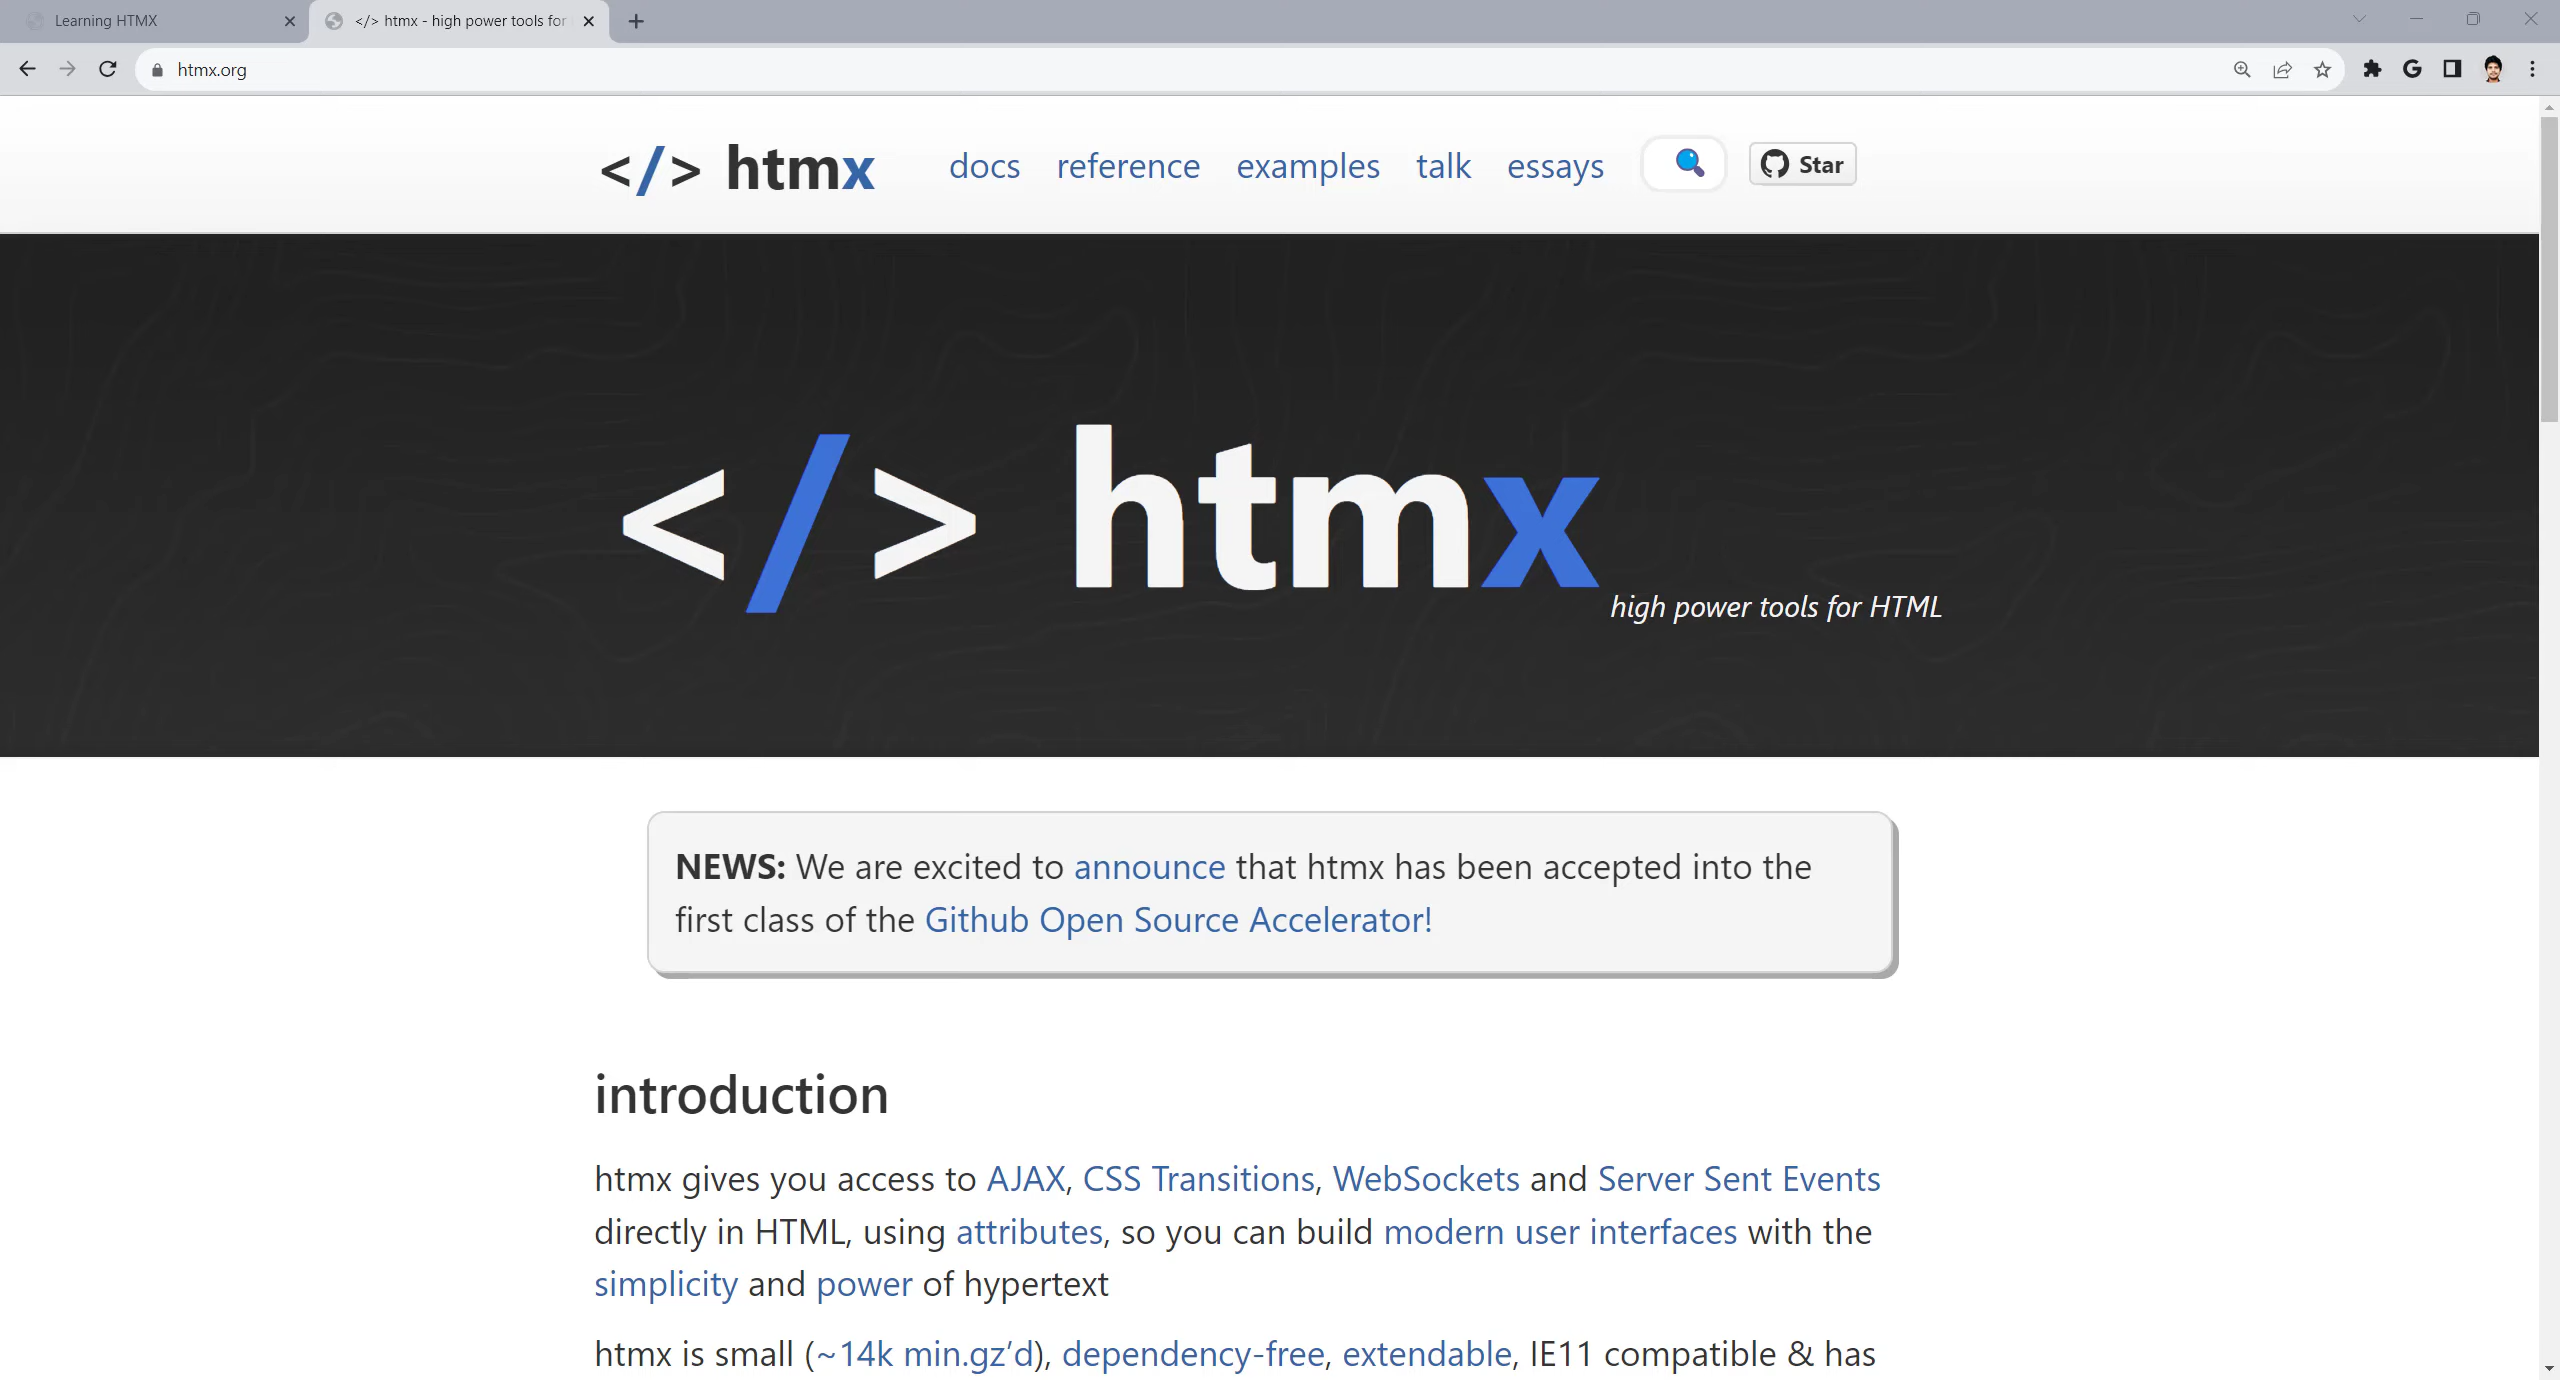 Learning HTMX
</> htmx - high power tools for
htmx.org
</> htmx docs reference examples talk essays Star
</> htmx
high power tools for HTML
NEWS: We are excited to announce that htmx has been accepted into the
first class of the Github Open Source Accelerator!
introduction
htmx gives you access to AJAX, CSS Transitions, WebSockets and Server Sent Events
directly in HTML, using attributes, so you can build modern user interfaces with the
simplicity and power of hypertext
htmx is small (~14k min.gz’d), dependency-free, extendable, IE11 compatible & has